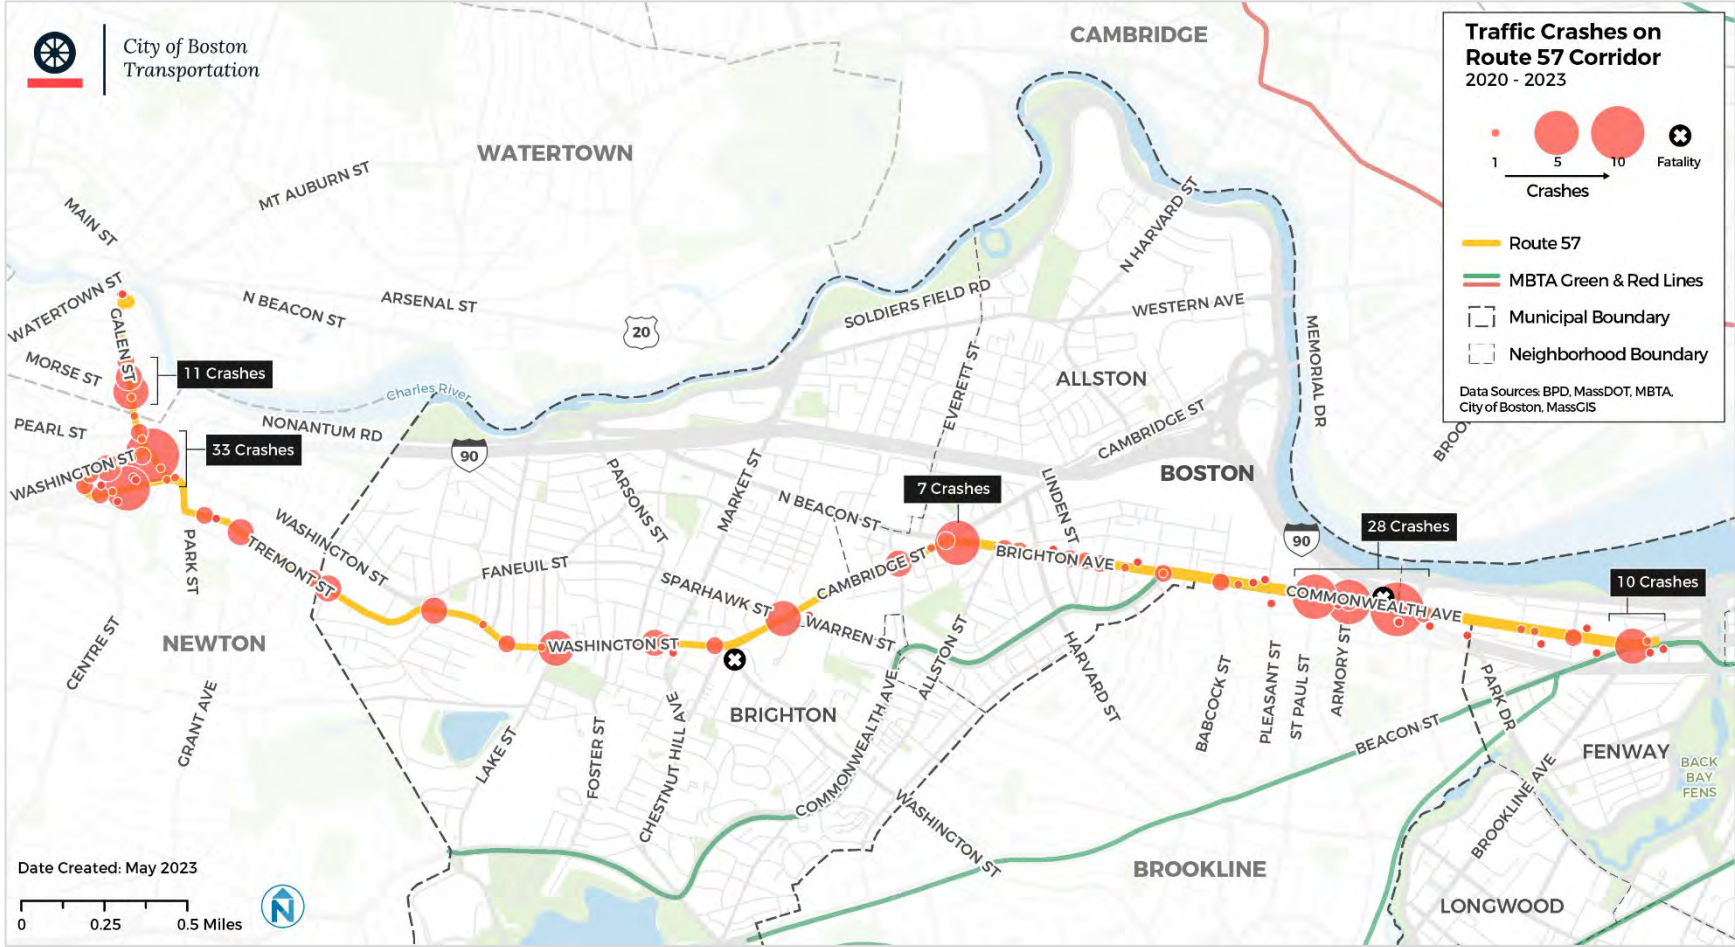 City of Boston
Transportation
CAMBRIDGE
WATERTOWN
Traffic Crashes on
Route 57 Corridor
2020 - 2023
1
5
10
Fatality
Crashes
Route 57
MBTA Green & Red Lines
Municipal Boundary
Neighborhood Boundary
Data Sources: BPD, MassDOT, MBTA,
City of Boston, MassGIS
MAIN ST
MT AUBURN ST
N HARVARD ST
WATERTOWN ST
N BEACON ST
ARSENAL ST
20
SOLDIERS FIELD RD
WESTERN AVE
MEMORIAL DR
GALEN ST
MORSE ST
11 Crashes
Charles River
EVERETT ST
ALLSTON
PEARL ST
NONANTUM RD
CAMBRIDGE ST
33 Crashes
90
WASHINGTON ST
PARSONS ST
MARKET ST
7 Crashes
LINDEN ST
BOSTON
N BEACON ST
28 Crashes
90
PARK ST
WASHINGTON ST
TREMONT ST
FANEUIL ST
SPARHAWK ST
CAMBRIDGE ST
BRIGHTON AVE
COMMONWEALTH AVE
10 Crashes
NEWTON
CENTRE ST
WASHINGTON ST
WARREN ST
ALLSTON ST
HARVARD ST
BABCOCK ST
PLEASANT ST
ST PAUL ST
ARMORY ST
PARK DR
GRANT AVE
LAKE ST
FOSTER ST
CHESTNUT HILL AVE
BRIGHTON
COMMONWEALTH AVE
BEACON ST
FENWAY
BACK
BAY
FENS
BROOKLINE AVE
WASHINGTON ST
BROOKLINE
LONGWOOD
Date Created: May 2023
0
0.25
0.5 Miles
N